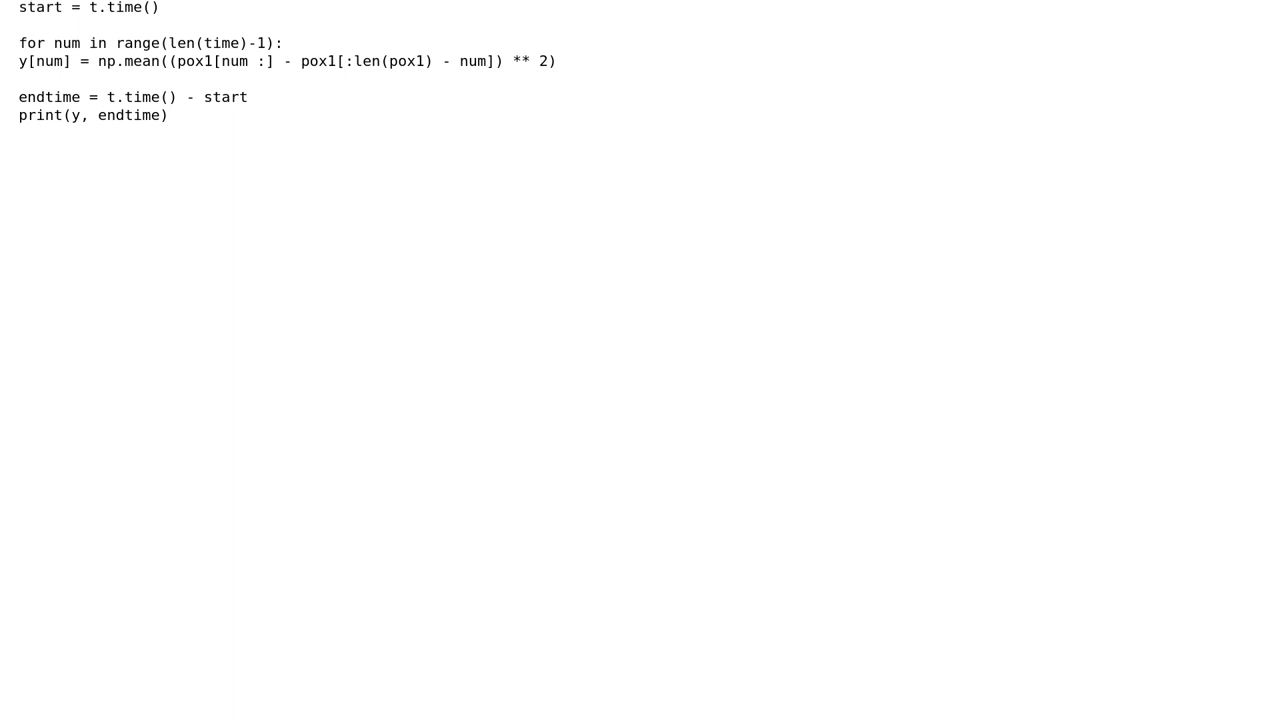 start = t.time()
for num in range(len(time)-1):
y[num] = np.mean((pox1[num :] - pox1[:len(pox1) - num]) ** 2)
endtime = t.time() - start
print(y, endtime)